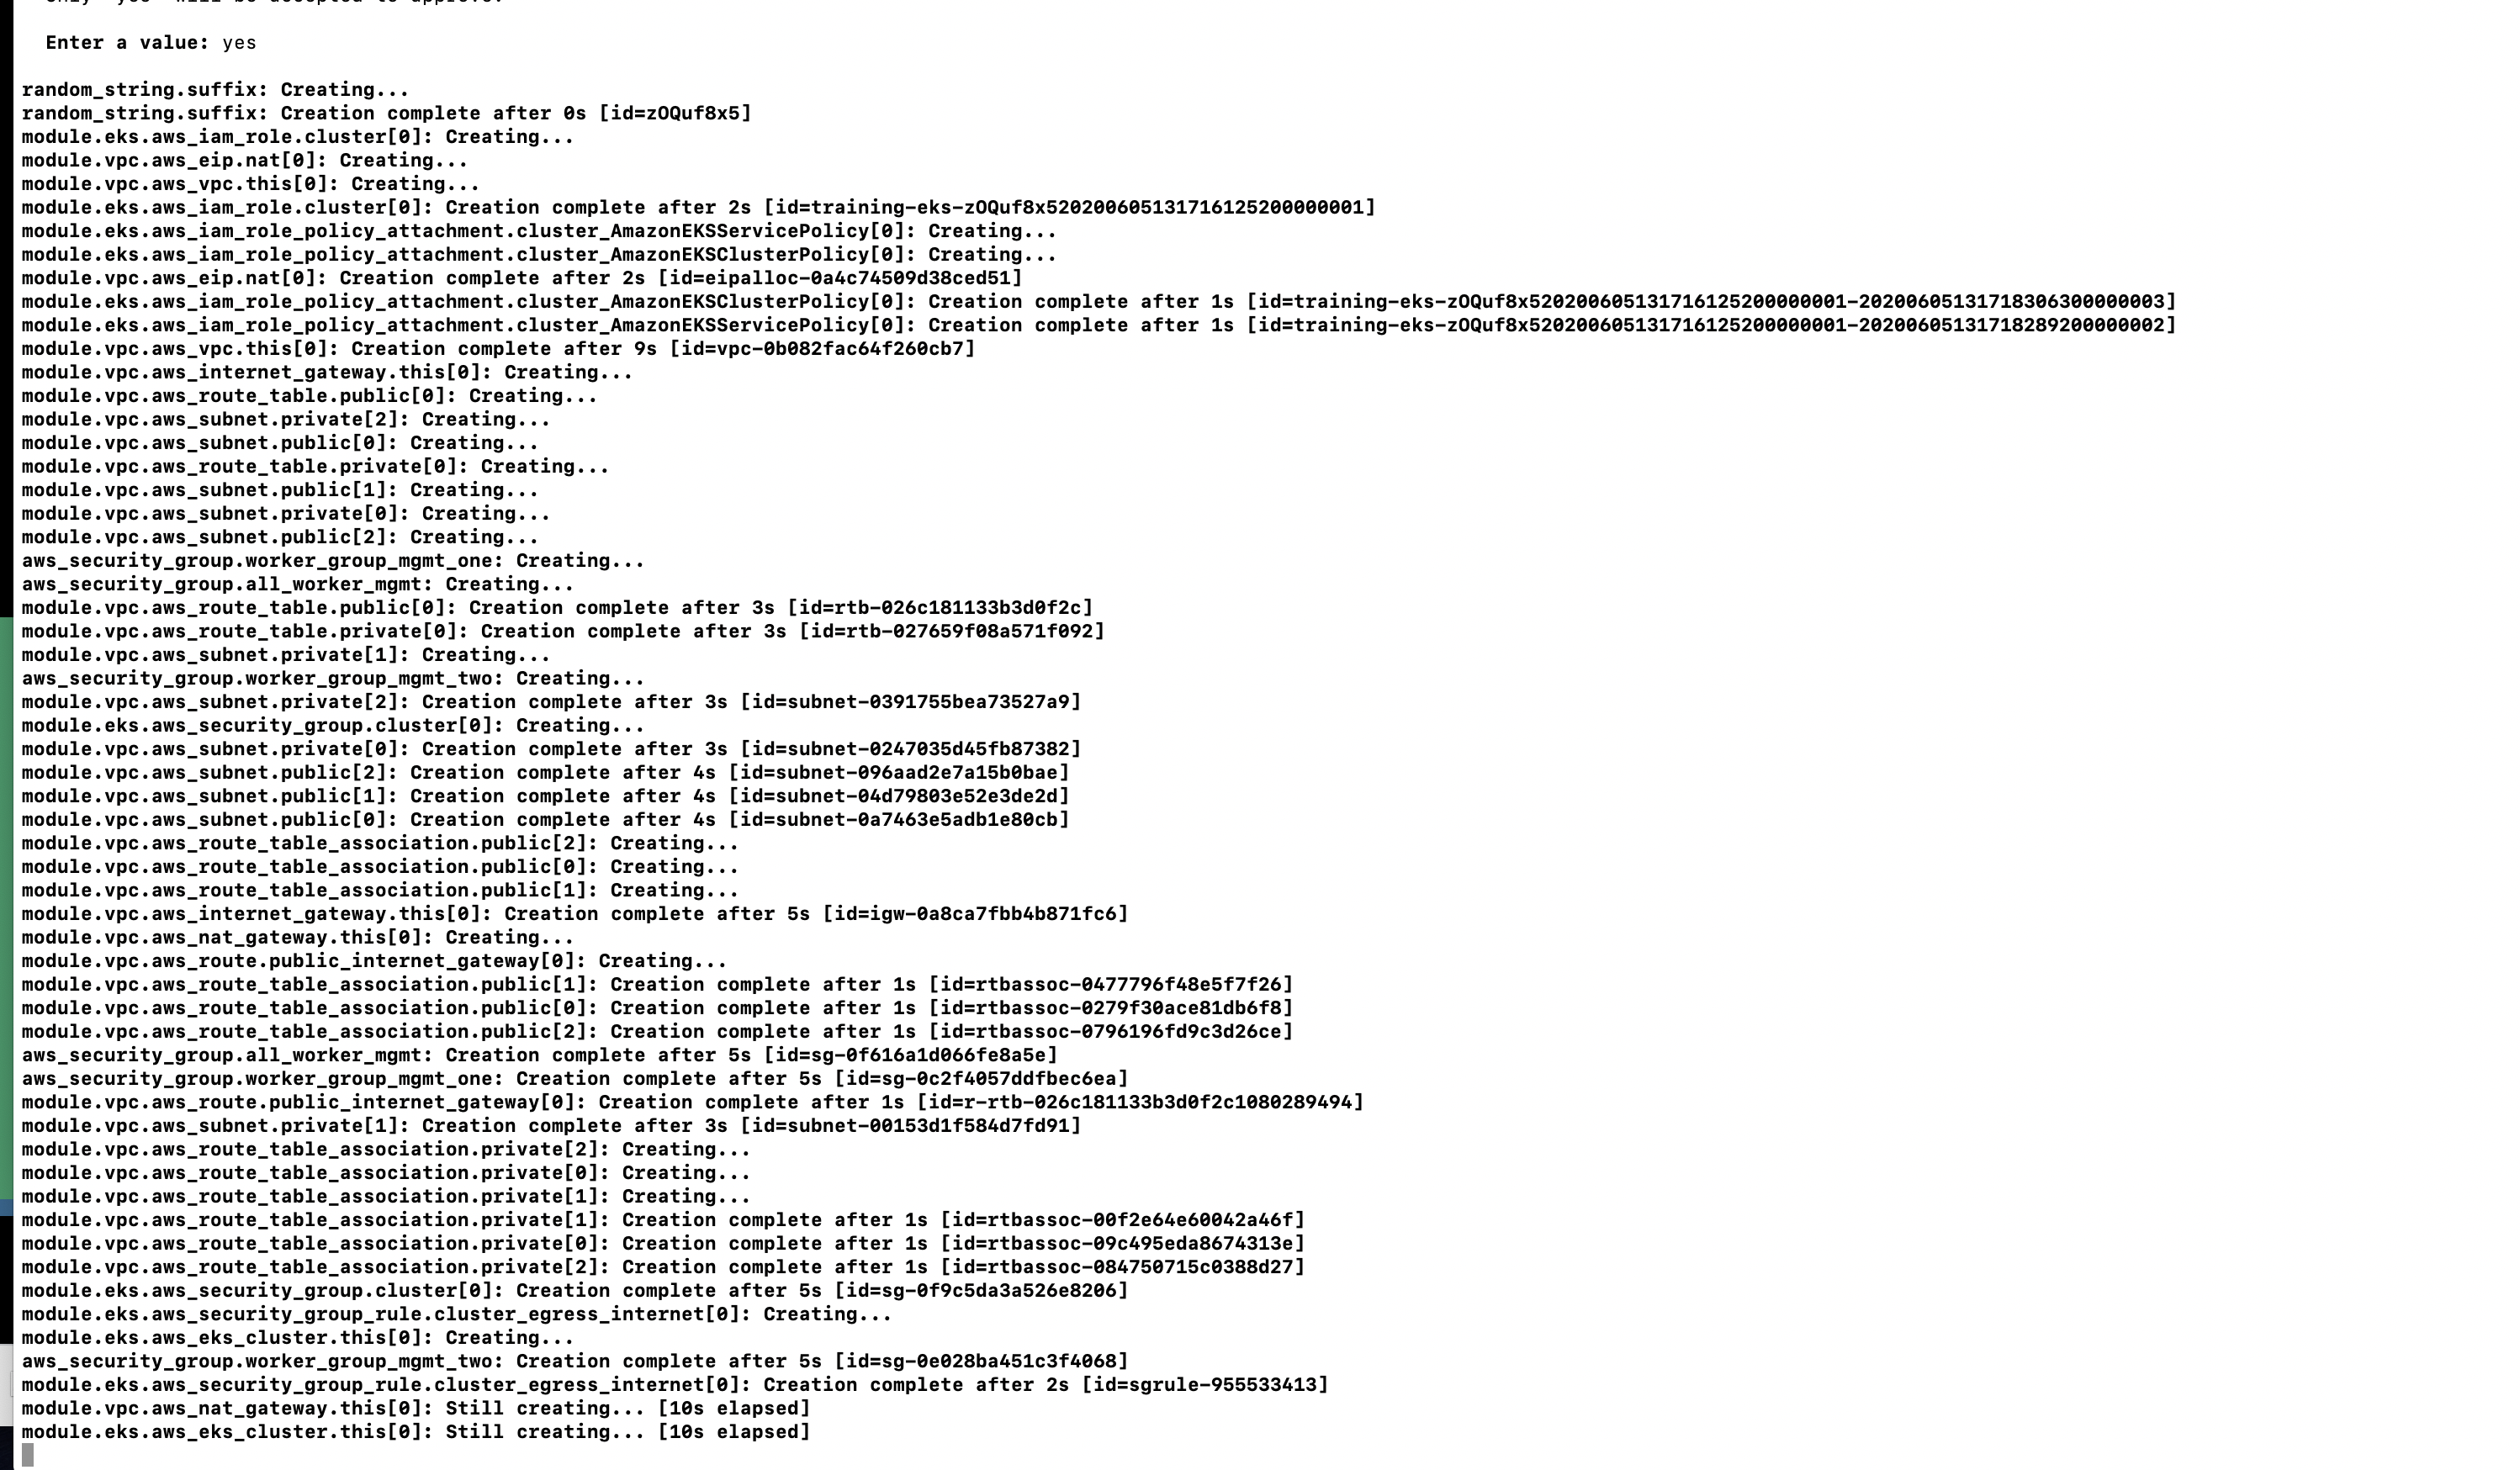 Only 'yes' will be accepted to approve.
Enter a value: yes
random_string.suffix: Creating...
random_string.suffix: Creation complete after 0s [id=zOQuf8x5]
module.eks.aws_iam_role.cluster[0]: Creating...
module.vpc.aws_eip.nat[0]: Creating...
module.vpc.aws_vpc.this[0]: Creating...
module.eks.aws_iam_role.cluster[0]: Creation complete after 2s [id=training-eks-zOQuf8x520200605131716125200000001]
module.eks.aws_iam_role_policy_attachment.cluster_AmazonEKSServicePolicy[0]: Creating...
module.eks.aws_iam_role_policy_attachment.cluster_AmazonEKSClusterPolicy[0]: Creating...
module.vpc.aws_eip.nat[0]: Creation complete after 2s [id=eipalloc-0a4c74509d38ced51]
module.eks.aws_iam_role_policy_attachment.cluster_AmazonEKSClusterPolicy[0]: Creation complete after 1s [id=training-eks-zOQuf8x520200605131716125200000001-20200605131718306300000003]
module.eks.aws_iam_role_policy_attachment.cluster_AmazonEKSServicePolicy[0]: Creation complete after 1s [id=training-eks-zOQuf8x520200605131716125200000001-20200605131718289200000002]
module.vpc.aws_vpc.this[0]: Creation complete after 9s [id=vpc-0b082fac64f260cb7]
module.vpc.aws_internet_gateway.this[0]: Creating...
module.vpc.aws_route_table.public[0]: Creating...
module.vpc.aws_subnet.private[2]: Creating...
module.vpc.aws_subnet.public[0]: Creating...
module.vpc.aws_route_table.private[0]: Creating...
module.vpc.aws_subnet.public[1]: Creating...
module.vpc.aws_subnet.private[0]: Creating...
module.vpc.aws_subnet.public[2]: Creating...
aws_security_group.worker_group_mgmt_one: Creating...
aws_security_group.all_worker_mgmt: Creating...
module.vpc.aws_route_table.public[0]: Creation complete after 3s [id=rtb-026c181133b3d0f2c]
module.vpc.aws_route_table.private[0]: Creation complete after 3s [id=rtb-027659f08a571f092]
module.vpc.aws_subnet.private[1]: Creating...
aws_security_group.worker_group_mgmt_two: Creating...
module.vpc.aws_subnet.private[2]: Creation complete after 3s [id=subnet-0391755bea73527a9]
module.eks.aws_security_group.cluster[0]: Creating...
module.vpc.aws_subnet.private[0]: Creation complete after 3s [id=subnet-0247035d45fb87382]
module.vpc.aws_subnet.public[2]: Creation complete after 4s [id=subnet-096aad2e7a15b0bae]
module.vpc.aws_subnet.public[1]: Creation complete after 4s [id=subnet-04d79803e52e3de2d]
module.vpc.aws_subnet.public[0]: Creation complete after 4s [id=subnet-0a7463e5adb1e80cb]
module.vpc.aws_route_table_association.public[2]: Creating...
module.vpc.aws_route_table_association.public[0]: Creating...
module.vpc.aws_route_table_association.public[1]: Creating...
module.vpc.aws_internet_gateway.this[0]: Creation complete after 5s [id=igw-0a8ca7fbb4b871fc6]
module.vpc.aws_nat_gateway.this[0]: Creating...
module.vpc.aws_route.public_internet_gateway[0]: Creating...
module.vpc.aws_route_table_association.public[1]: Creation complete after 1s [id=rtbassoc-0477796f48e5f7f26]
module.vpc.aws_route_table_association.public[0]: Creation complete after 1s [id=rtbassoc-0279f30ace81db6f8]
module.vpc.aws_route_table_association.public[2]: Creation complete after 1s [id=rtbassoc-0796196fd9c3d26ce]
aws_security_group.all_worker_mgmt: Creation complete after 5s [id=sg-0f616a1d066fe8a5e]
aws_security_group.worker_group_mgmt_one: Creation complete after 5s [id=sg-0c2f4057ddfbec6ea]
module.vpc.aws_route.public_internet_gateway[0]: Creation complete after 1s [id=r-rtb-026c181133b3d0f2c1080289494]
module.vpc.aws_subnet.private[1]: Creation complete after 3s [id=subnet-00153d1f584d7fd91]
module.vpc.aws_route_table_association.private[2]: Creating...
module.vpc.aws_route_table_association.private[0]: Creating...
module.vpc.aws_route_table_association.private[1]: Creating...
module.vpc.aws_route_table_association.private[1]: Creation complete after 1s [id=rtbassoc-00f2e64e60042a46f]
module.vpc.aws_route_table_association.private[0]: Creation complete after 1s [id=rtbassoc-09c495eda8674313e]
module.vpc.aws_route_table_association.private[2]: Creation complete after 1s [id=rtbassoc-084750715c0388d27]
module.eks.aws_security_group.cluster[0]: Creation complete after 5s [id=sg-0f9c5da3a526e8206]
module.eks.aws_security_group_rule.cluster_egress_internet[0]: Creating...
module.eks.aws_eks_cluster.this[0]: Creating...
aws_security_group.worker_group_mgmt_two: Creation complete after 5s [id=sg-0e028ba451c3f4068]
module.eks.aws_security_group_rule.cluster_egress_internet[0]: Creation complete after 2s [id=sgrule-955533413]
module.vpc.aws_nat_gateway.this[0]: Still creating... [10s elapsed]
module.eks.aws_eks_cluster.this[0]: Still creating... [10s elapsed]